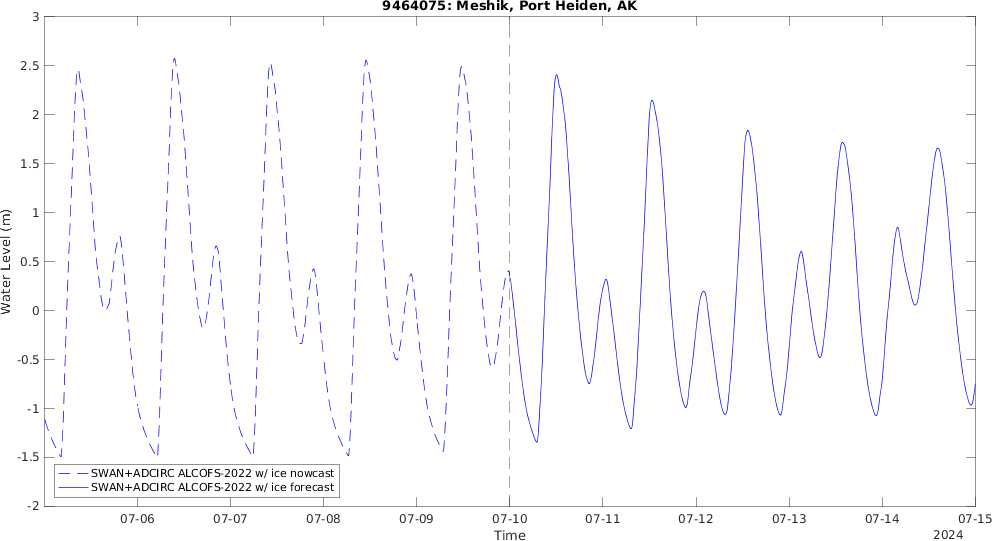 9464075: Meshik, Port Heiden, AK
3
2.5
2
1.5
1
0.5
0
-0.5
-1
-1.5
-2
Water Level (m)
SWAN+ADCIRC ALCOFS-2022 w/ ice nowcast
SWAN+ADCIRC ALCOFS-2022 w/ ice forecast
07-06 07-07 07-08 07-09 07-10 07-11 07-12 07-13 07-14 07-15
Time
2024